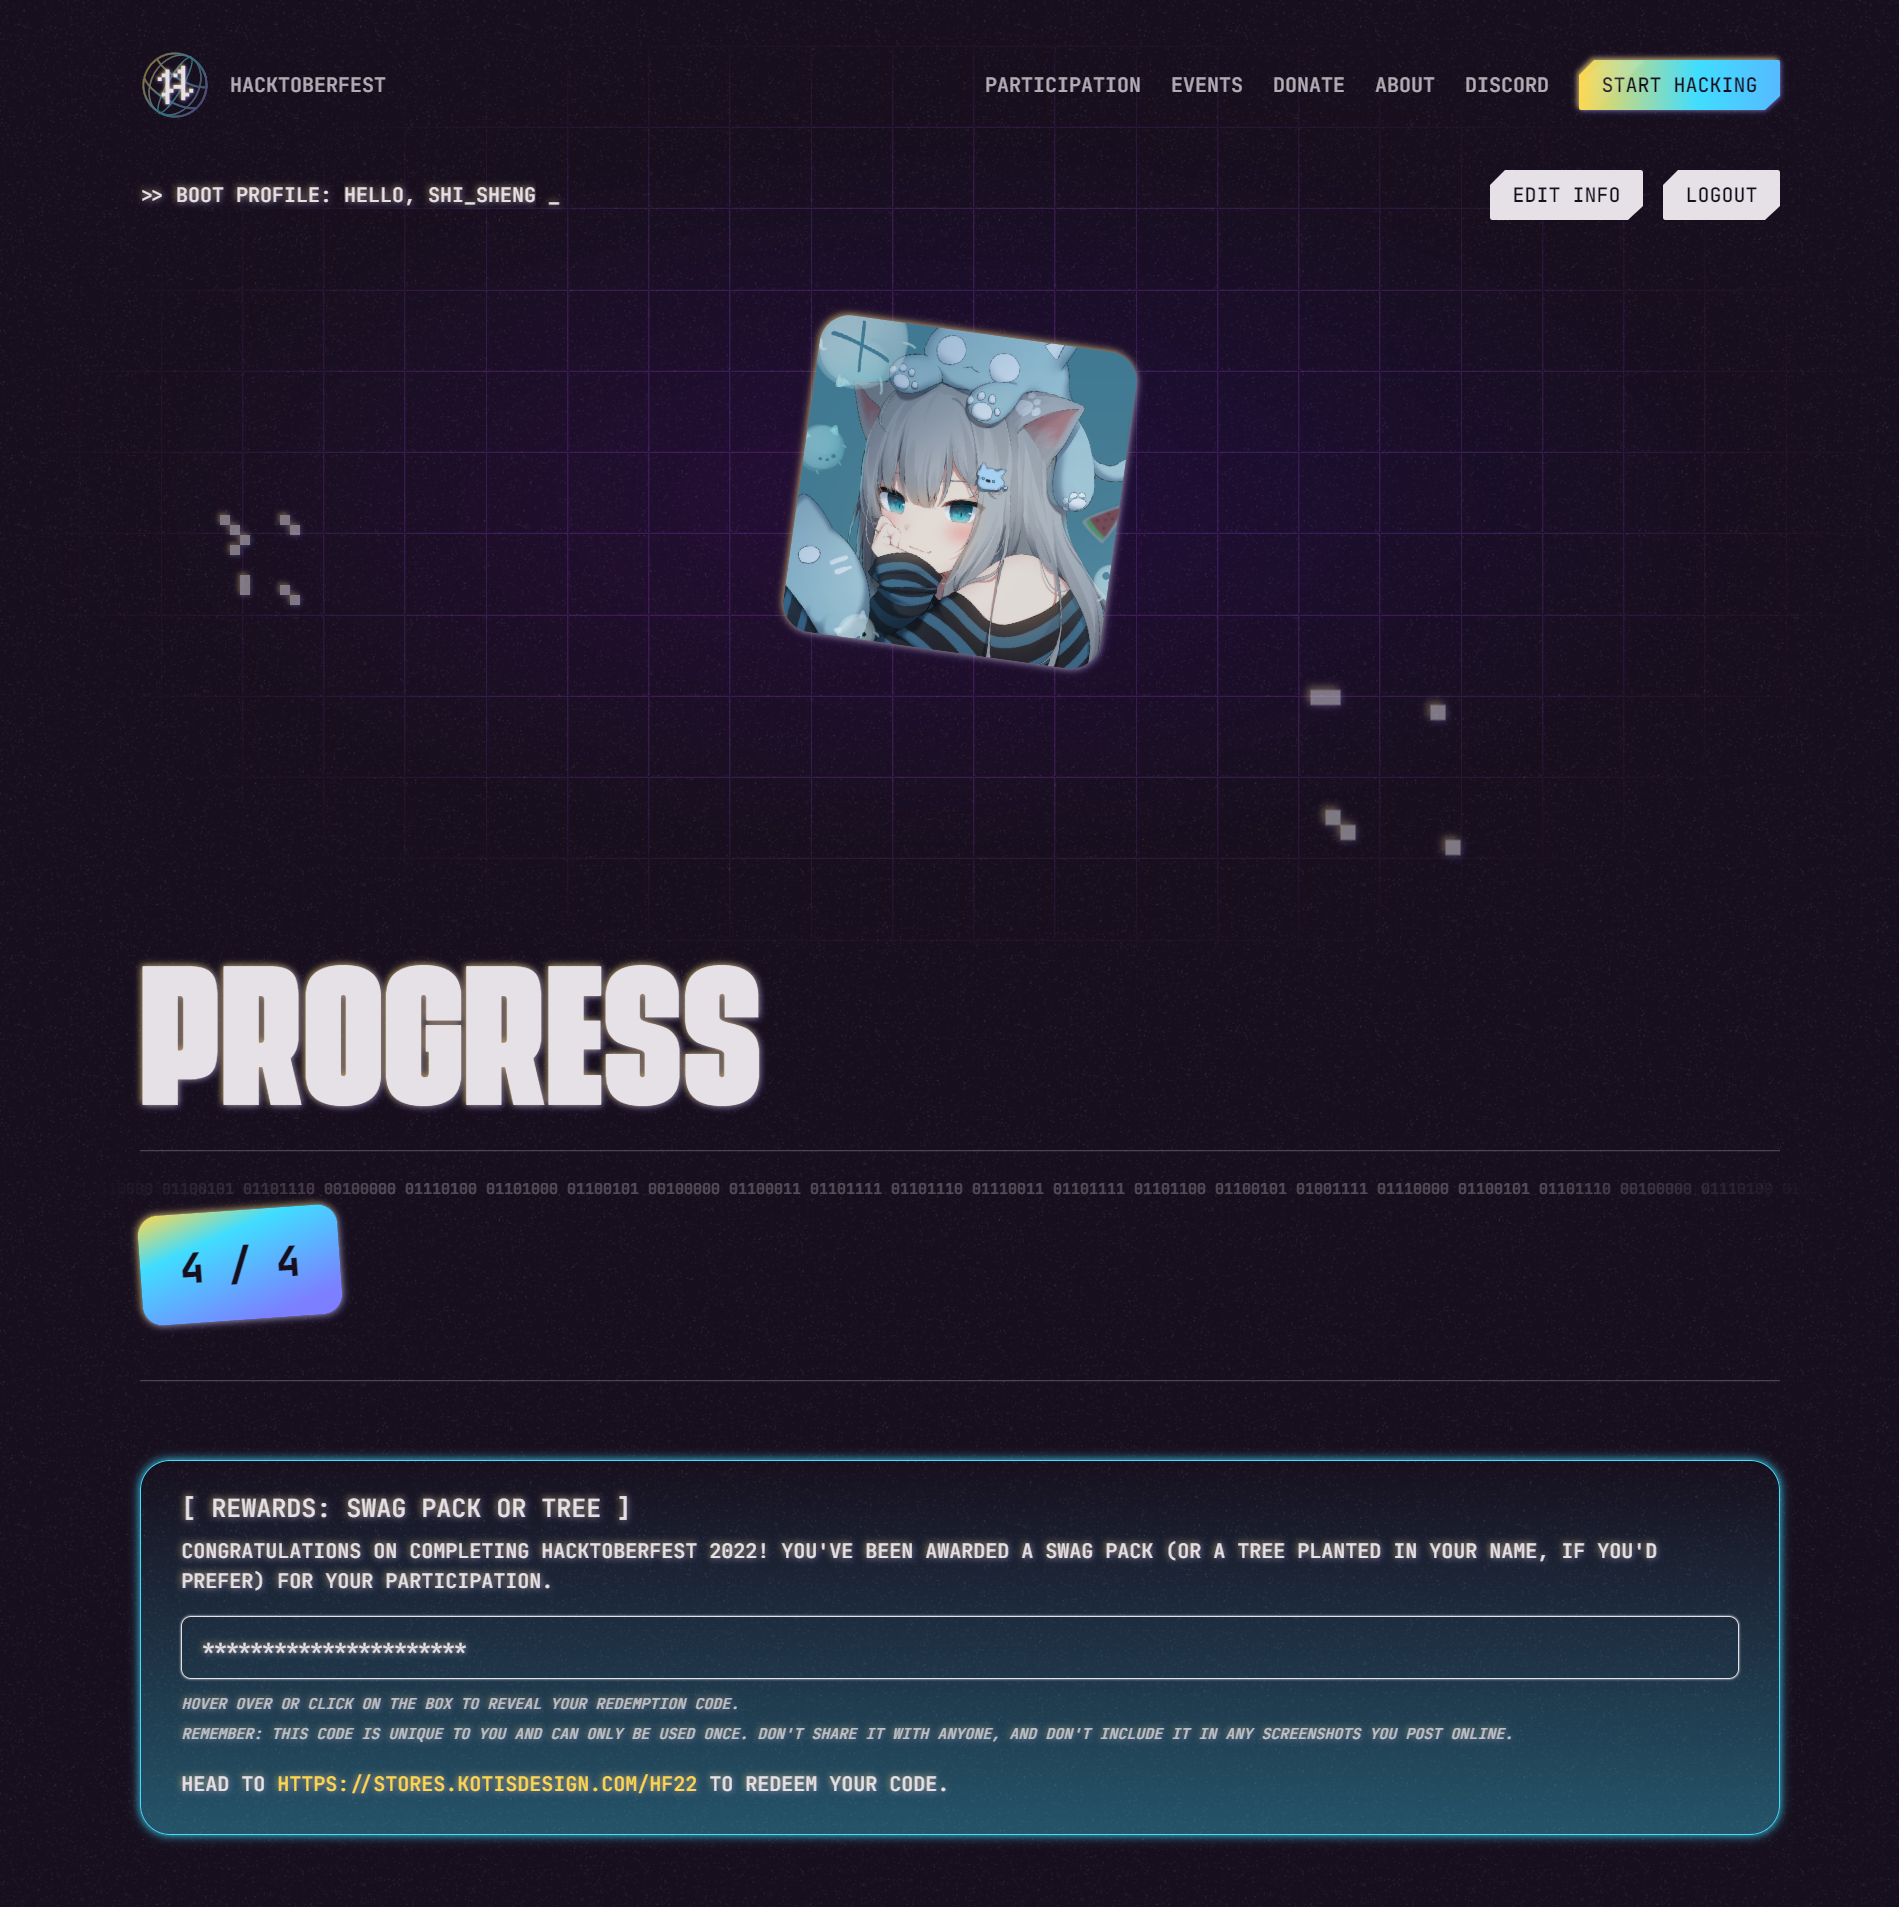 HACKTOBERFEST
PARTICIPATION EVENTS DONATE ABOUT DISCORD START HACKING
>> BOOT PROFILE: HELLO, SHI_SHENG _
EDIT INFO LOGOUT
PROGRESS
01100101 01101110 00100000 01110100 01101000 01100101 00100000 01100011 01101111 01101110 01110011 01101111 01101100 01100101 01001111 01110000 01100101 01101110 00100000 01110100
4 / 4
[ REWARDS: SWAG PACK OR TREE ]
CONGRATULATIONS ON COMPLETING HACKTOBERFEST 2022! YOU'VE BEEN AWARDED A SWAG PACK (OR A TREE PLANTED IN YOUR NAME, IF YOU'D
PREFER) FOR YOUR PARTICIPATION.
**********************
HOVER OVER OR CLICK ON THE BOX TO REVEAL YOUR REDEMPTION CODE.
REMEMBER: THIS CODE IS UNIQUE TO YOU AND CAN ONLY BE USED ONCE. DON'T SHARE IT WITH ANYONE, AND DON'T INCLUDE IT IN ANY SCREENSHOTS YOU POST ONLINE.
HEAD TO HTTPS://STORES.KOTISDESIGN.COM/HF22 TO REDEEM YOUR CODE.